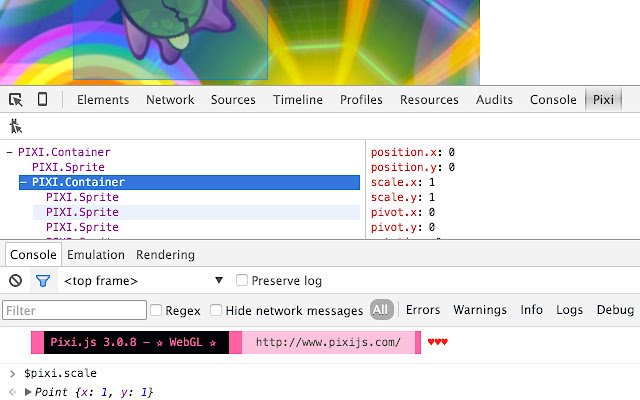 Elements Network Sources Timeline Profiles Resources Audits Console Pixi
− PIXI.Container
PIXI.Sprite
− PIXI.Container
PIXI.Sprite
PIXI.Sprite
PIXI.Sprite
position.x: 0
position.y: 0
scale.x: 1
scale.y: 1
pivot.x: 0
pivot.y: 0
Console Emulation Rendering
<top frame> ▼ Preserve log
Filter Regex Hide network messages All Errors Warnings Info Logs Debug
Pixi.js 3.0.8 – ✰ WebGL ✰ http://www.pixijs.com/ ♥♥♥
> $pixi.scale
Point {x: 1, y: 1}